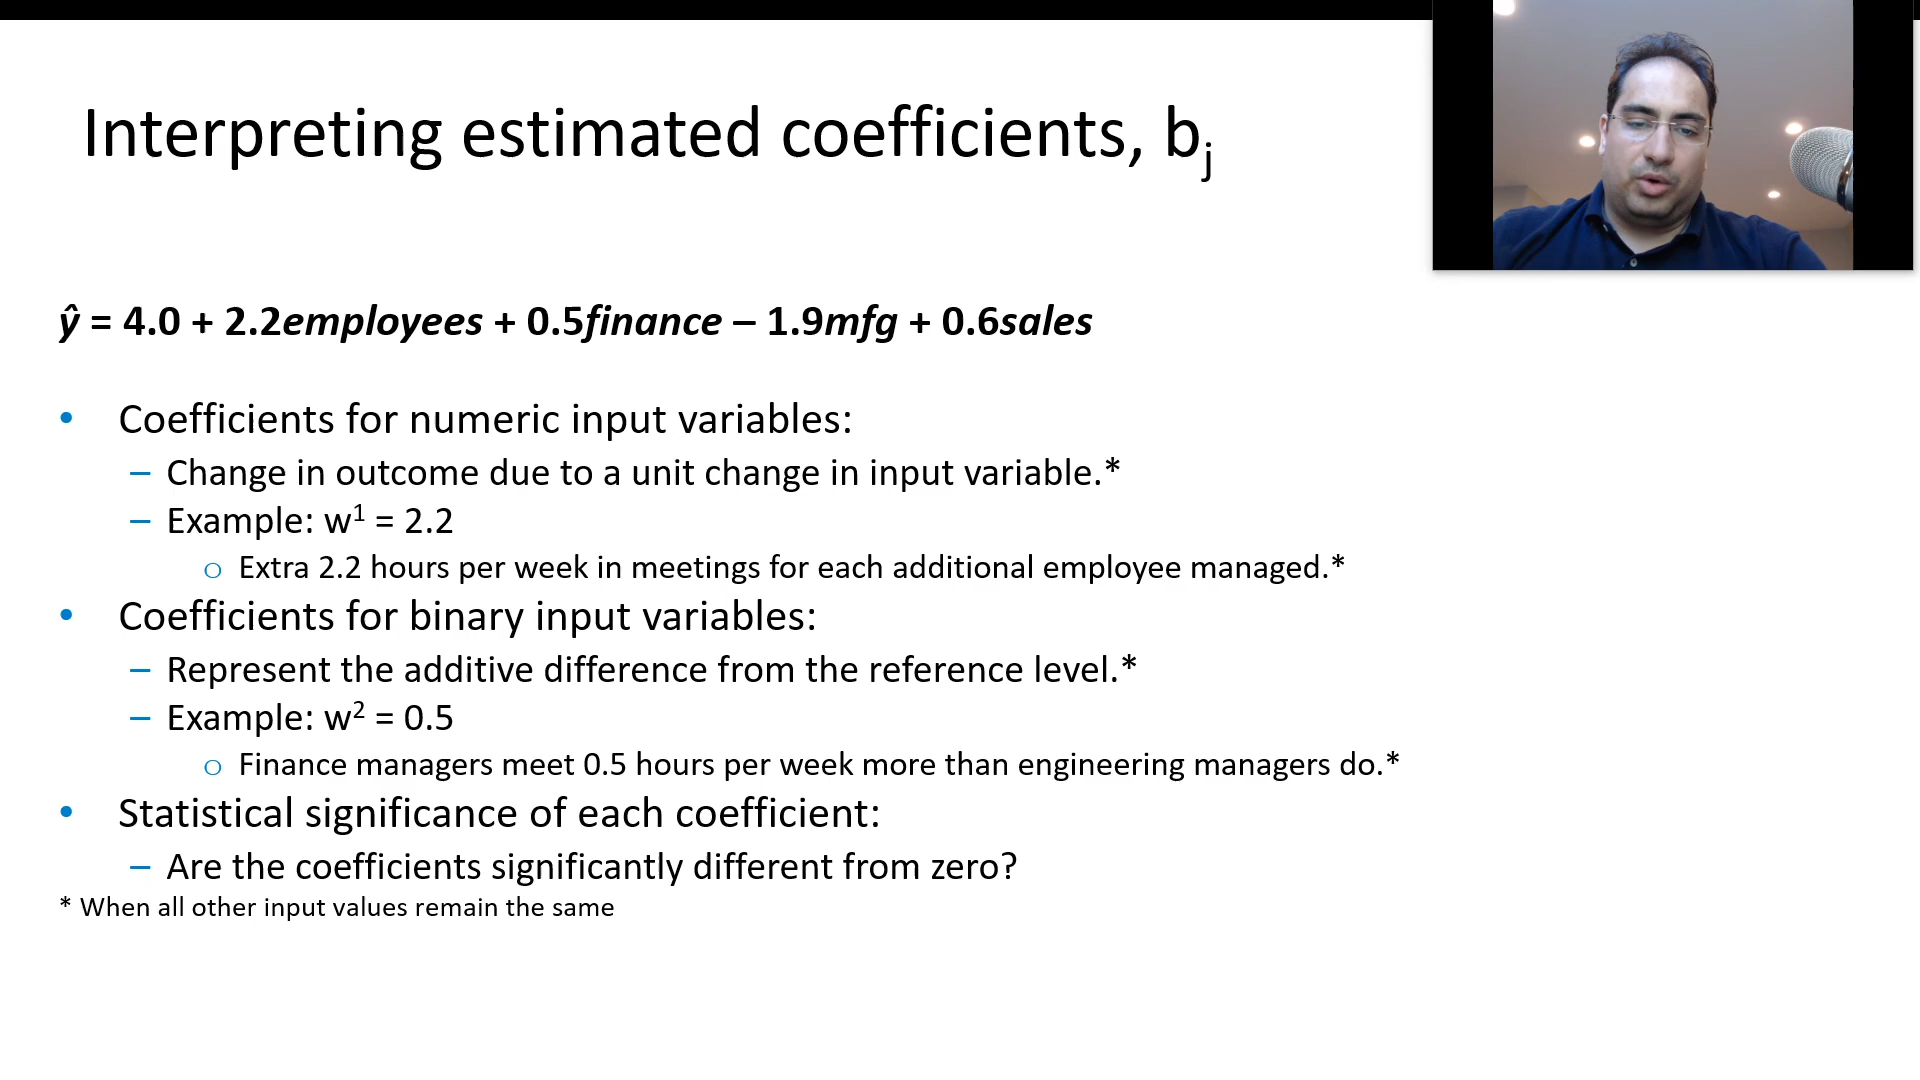 Interpreting estimated coefficients, bj
ŷ = 4.0 + 2.2employees + 0.5finance – 1.9mfg + 0.6sales
• Coefficients for numeric input variables:
– Change in outcome due to a unit change in input variable.*
– Example: w¹ = 2.2
o Extra 2.2 hours per week in meetings for each additional employee managed.*
• Coefficients for binary input variables:
– Represent the additive difference from the reference level.*
– Example: w² = 0.5
o Finance managers meet 0.5 hours per week more than engineering managers do.*
• Statistical significance of each coefficient:
– Are the coefficients significantly different from zero?
* When all other input values remain the same